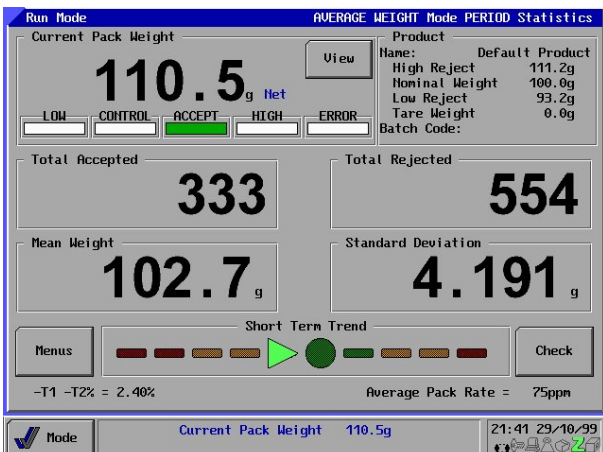 Run Mode AVERAGE WEIGHT Mode PERIOD Statistics
Current Pack Weight
110.5g Net
View
LOW CONTROL ACCEPT HIGH ERROR
Product
Name: Default Product
High Reject 111.2g
Nominal Weight 100.0g
Low Reject 93.2g
Tare Weight 0.0g
Batch Code:
Total Accepted
333
Total Rejected
554
Mean Weight
102.7g
Standard Deviation
4.191g
Short Term Trend
Menus
Check
-T1 -T2% = 2.40%
Average Pack Rate = 75ppm
Mode
Current Pack Weight 110.5g
21:41 29/10/99
Z